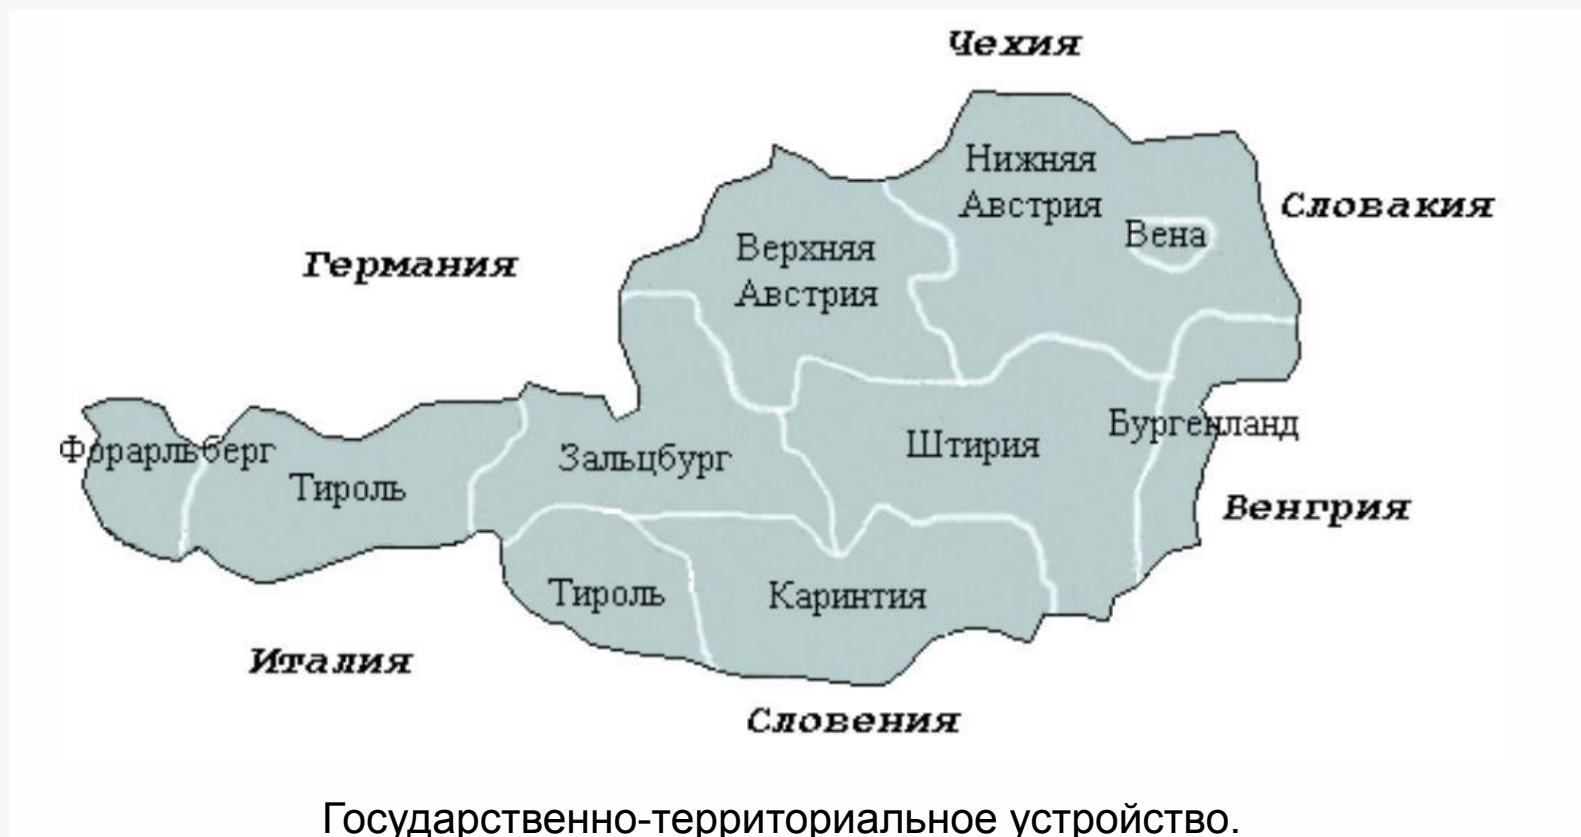 Чехия
Нижняя
Австрия
Словакия
Вена
Верхняя
Австрия
Германия
Форарльберг
Тироль
Зальцбург
Штирия
Бургенланд
Венгрия
Тироль
Каринтия
Италия
Словения
Государственно-территориальное устройство.